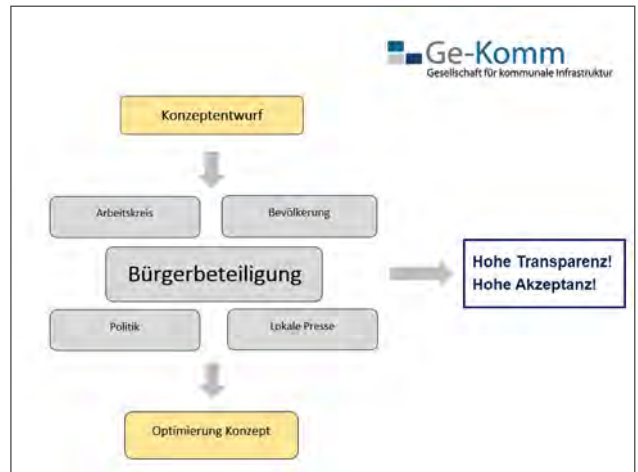 Ge-Komm
Gesellschaft für kommunale Infrastruktur
Konzeptentwurf
Arbeitskreis
Bevölkerung
Bürgerbeteiligung
Politik
Lokale Presse
Optimierung Konzept
Hohe Transparenz!
Hohe Akzeptanz!